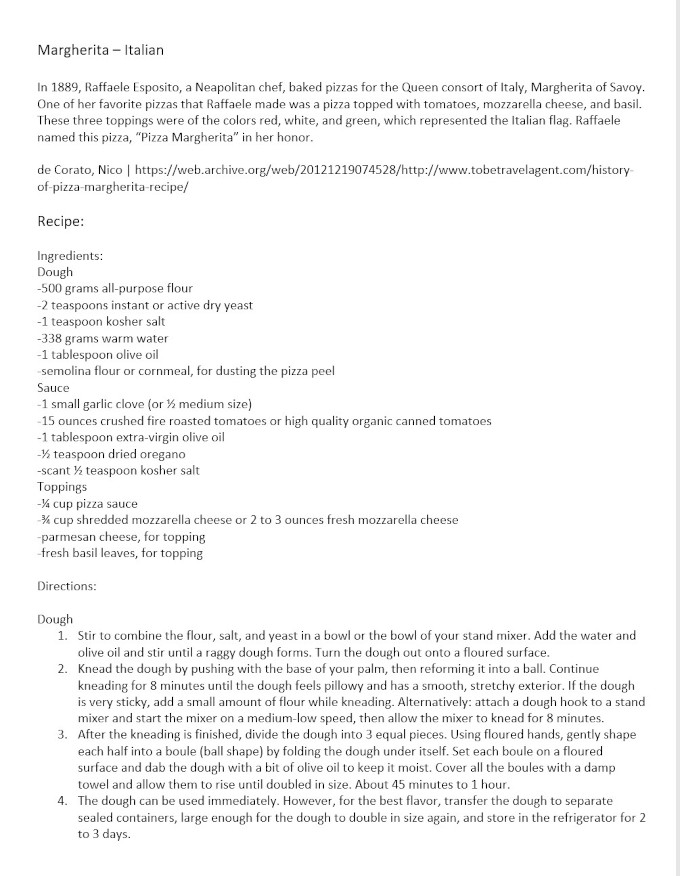 Margherita – Italian
In 1889, Raffaele Esposito, a Neapolitan chef, baked pizzas for the Queen consort of Italy, Margherita of Savoy.
One of her favorite pizzas that Raffaele made was a pizza topped with tomatoes, mozzarella cheese, and basil.
These three toppings were of the colors red, white, and green, which represented the Italian flag. Raffaele
named this pizza, “Pizza Margherita” in her honor.
de Corato, Nico | https://web.archive.org/web/20121219074528/http://www.tobetravelagent.com/history-
of-pizza-margherita-recipe/
Recipe:
Ingredients:
Dough
-500 grams all-purpose flour
-2 teaspoons instant or active dry yeast
-1 teaspoon kosher salt
-338 grams warm water
-1 tablespoon olive oil
-semolina flour or cornmeal, for dusting the pizza peel
Sauce
-1 small garlic clove (or ½ medium size)
-15 ounces crushed fire roasted tomatoes or high quality organic canned tomatoes
-1 tablespoon extra-virgin olive oil
-½ teaspoon dried oregano
-scant ½ teaspoon kosher salt
Toppings
-¼ cup pizza sauce
-¾ cup shredded mozzarella cheese or 2 to 3 ounces fresh mozzarella cheese
-parmesan cheese, for topping
-fresh basil leaves, for topping
Directions:
Dough
1. Stir to combine the flour, salt, and yeast in a bowl or the bowl of your stand mixer. Add the water and
olive oil and stir until a raggy dough forms. Turn the dough out onto a floured surface.
2. Knead the dough by pushing with the base of your palm, then reforming it into a ball. Continue
kneading for 8 minutes until the dough feels pillowy and has a smooth, stretchy exterior. If the dough
is very sticky, add a small amount of flour while kneading. Alternatively: attach a dough hook to a stand
mixer and start the mixer on a medium-low speed, then allow the mixer to knead for 8 minutes.
3. After the kneading is finished, divide the dough into 3 equal pieces. Using floured hands, gently shape
each half into a boule (ball shape) by folding the dough under itself. Set each boule on a floured
surface and dab the dough with a bit of olive oil to keep it moist. Cover all the boules with a damp
towel and allow them to rise until doubled in size. About 45 minutes to 1 hour.
4. The dough can be used immediately. However, for the best flavor, transfer the dough to separate
sealed containers, large enough for the dough to double in size again, and store in the refrigerator for 2
to 3 days.